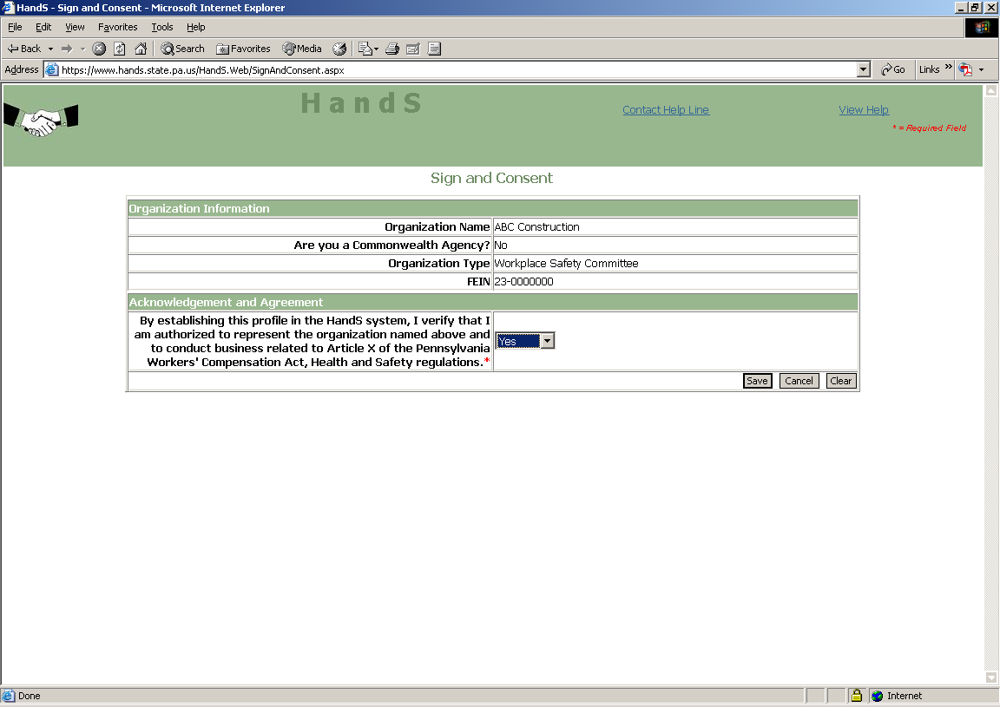 HandS - Sign and Consent - Microsoft Internet Explorer
File Edit View Favorites Tools Help
Back Search Favorites Media
Address https://www.hands.state.pa.us/HandS.Web/SignAndConsent.aspx Go Links »
HandS
Contact Help Line View Help
* = Required Field
Sign and Consent
Organization Information
Organization Name ABC Construction
Are you a Commonwealth Agency? No
Organization Type Workplace Safety Committee
FEIN 23-0000000
Acknowledgement and Agreement
By establishing this profile in the HandS system, I verify that I
am authorized to represent the organization named above and
to conduct business related to Article X of the Pennsylvania
Workers' Compensation Act, Health and Safety regulations.*
Yes
Save Cancel Clear
Done Internet